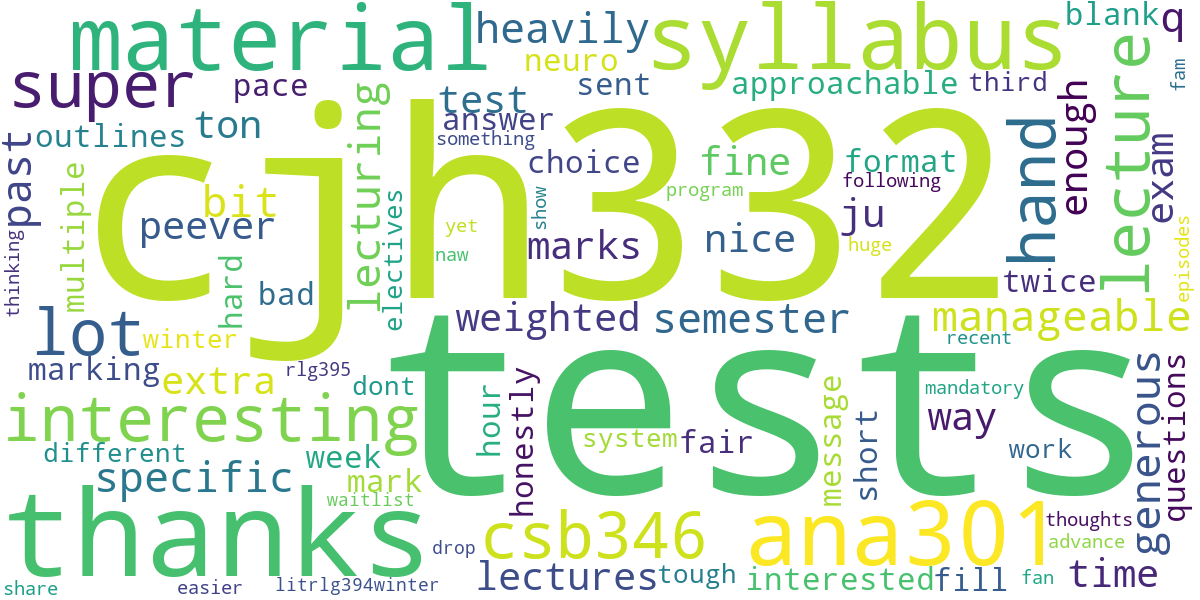 material
heavily
syllabus
blank
q
super
pace
neuro
sent
approachable
third
fam
outlines
ton
test
answer
something
lecturing
choice
fine
format
following
program
hand
enough
lecture
exam
past
multiple
bit
peever
cjh332
electives
yet
naw
show
marks
nice
ju
huge
twice
episodes
thinking
hard
bad
lot
winter
weighted
semester
manageable
recent
marking
extra
rlg395
dont
tests
mandatory
interesting
hour
honestly
system
fair
message
short
way
work
generous
questions
different
week
specific
mark
waitlist
thanks
csb346
ana301
thoughts
advance
drop
lectures
tough
interested
fill
fan
time
share
easier
litrlg394winter